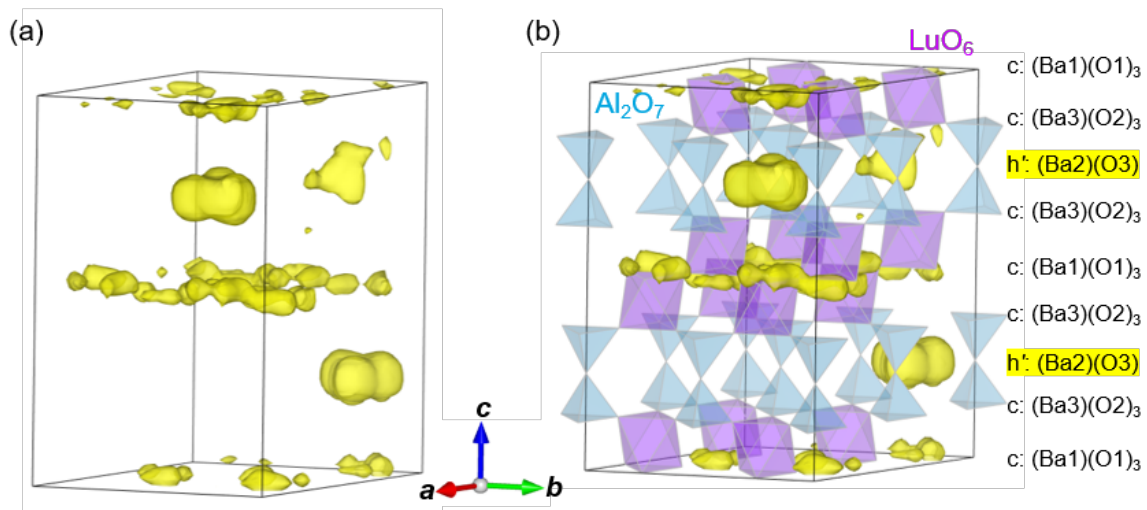 (a)
(b)
LuO₆
Al₂O₇
c: (Ba1)(O1)₃
c: (Ba3)(O2)₃
h′: (Ba2)(O3)
c: (Ba3)(O2)₃
c: (Ba1)(O1)₃
c: (Ba3)(O2)₃
h′: (Ba2)(O3)
c: (Ba3)(O2)₃
c: (Ba1)(O1)₃
c
a
b